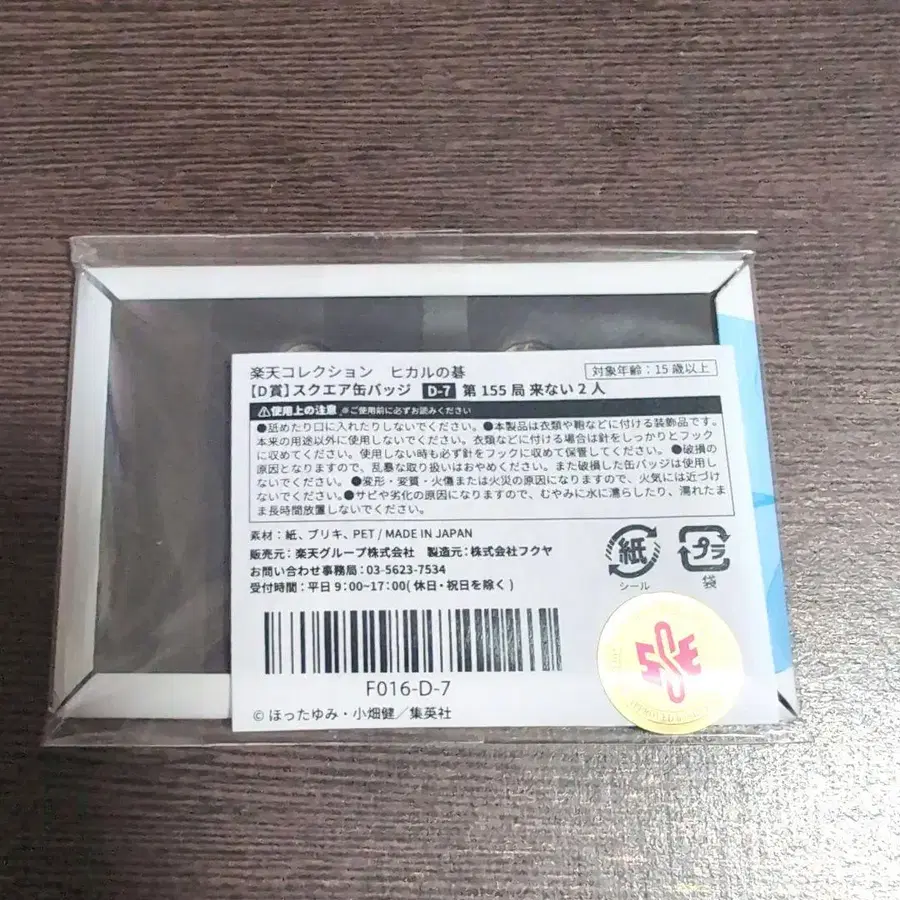 楽天コレクション　ヒカルの碁
対象年齢：15歳以上
【D賞】スクエア缶バッジ D-7 第155局 来ない2人
⚠使用上の注意 ※ご使用前に必ずお読みください
●舐めたり口に入れたりしないでください。●本製品は衣類や鞄などに付ける装飾品です。
本来の用途以外に使用しないでください。衣類などに付ける場合は針をしっかりとフック
に収めてください。使用しない時も必ず針をフックに収めて保管してください。●破損の
原因となりますので、乱暴な取り扱いはおやめください。また破損した缶バッジは使用し
ないでください。●変形・変質・火傷または火災の原因になりますので、火気には近づけ
ないでください。●サビや劣化の原因になりますので、むやみに水に濡らしたり、濡れたま
ま長時間放置しないでください。
素材：紙、ブリキ、PET / MADE IN JAPAN
販売元：楽天グループ株式会社　製造元：株式会社フクヤ
お問い合わせ事務局：03-5623-7534
受付時間：平日 9：00~17：00( 休日・祝日を除く )
紙
シール
プラ
袋
F016-D-7
© ほったゆみ・小畑健／集英社